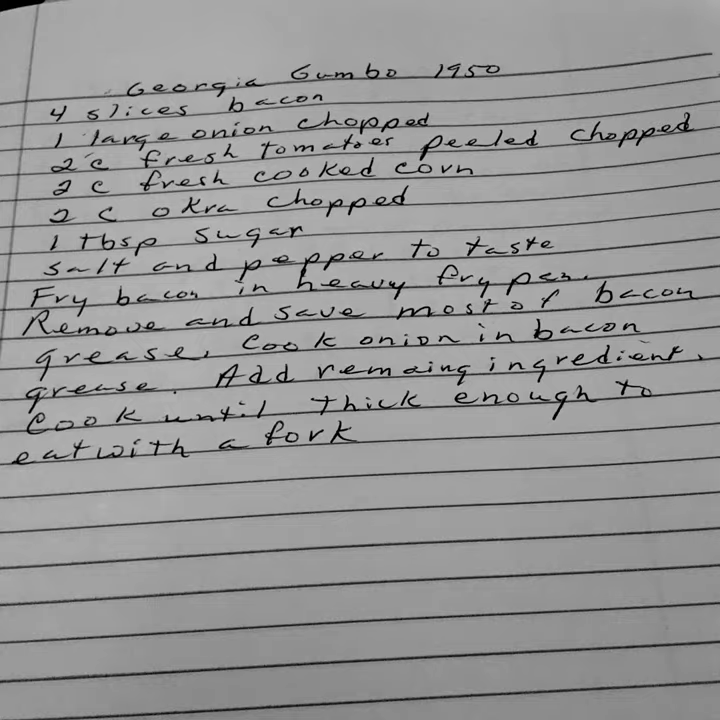 Georgia Gumbo 1950
4 slices bacon
1 large onion chopped
2 c fresh tomatoes peeled chopped
2 c fresh cooked corn
2 c okra chopped
1 tbsp sugar
salt and pepper to taste
Fry bacon in heavy fry pan.
Remove and save most of bacon
grease. Cook onion in bacon
grease. Add remaing ingredient.
Cook until thick enough to
eat with a fork